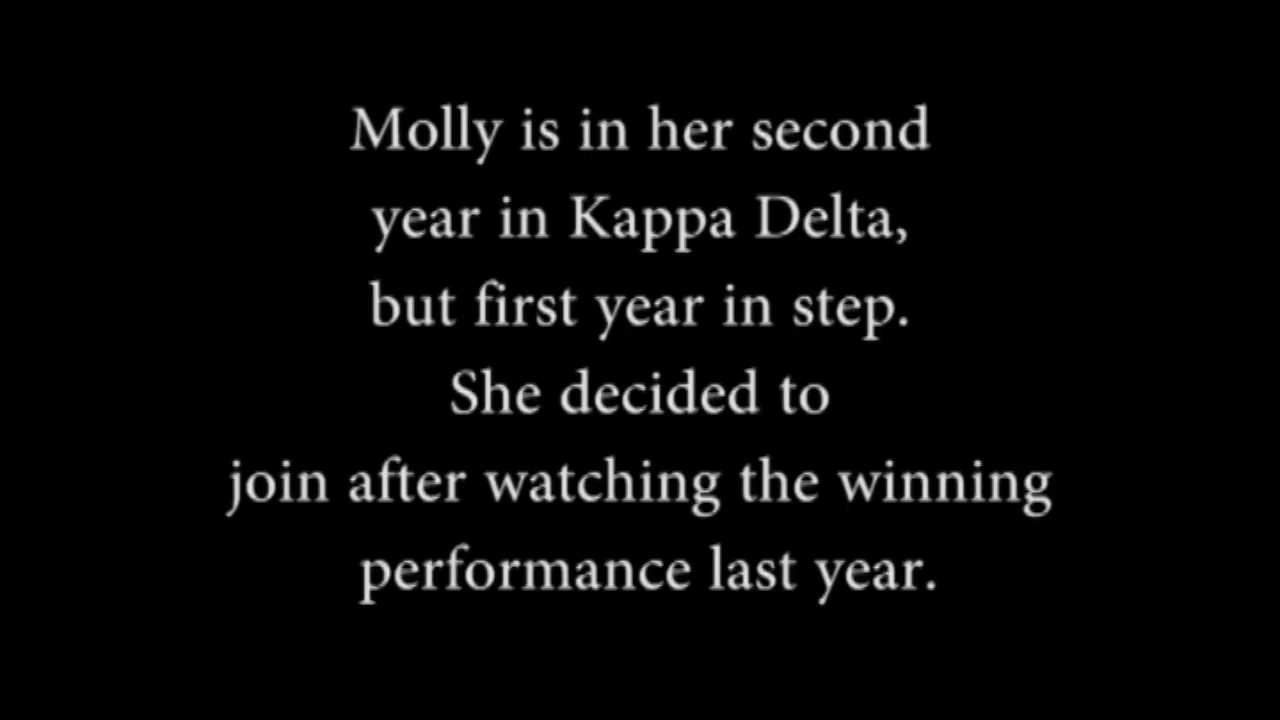 Molly is in her second
year in Kappa Delta,
but first year in step.
She decided to
join after watching the winning
performance last year.